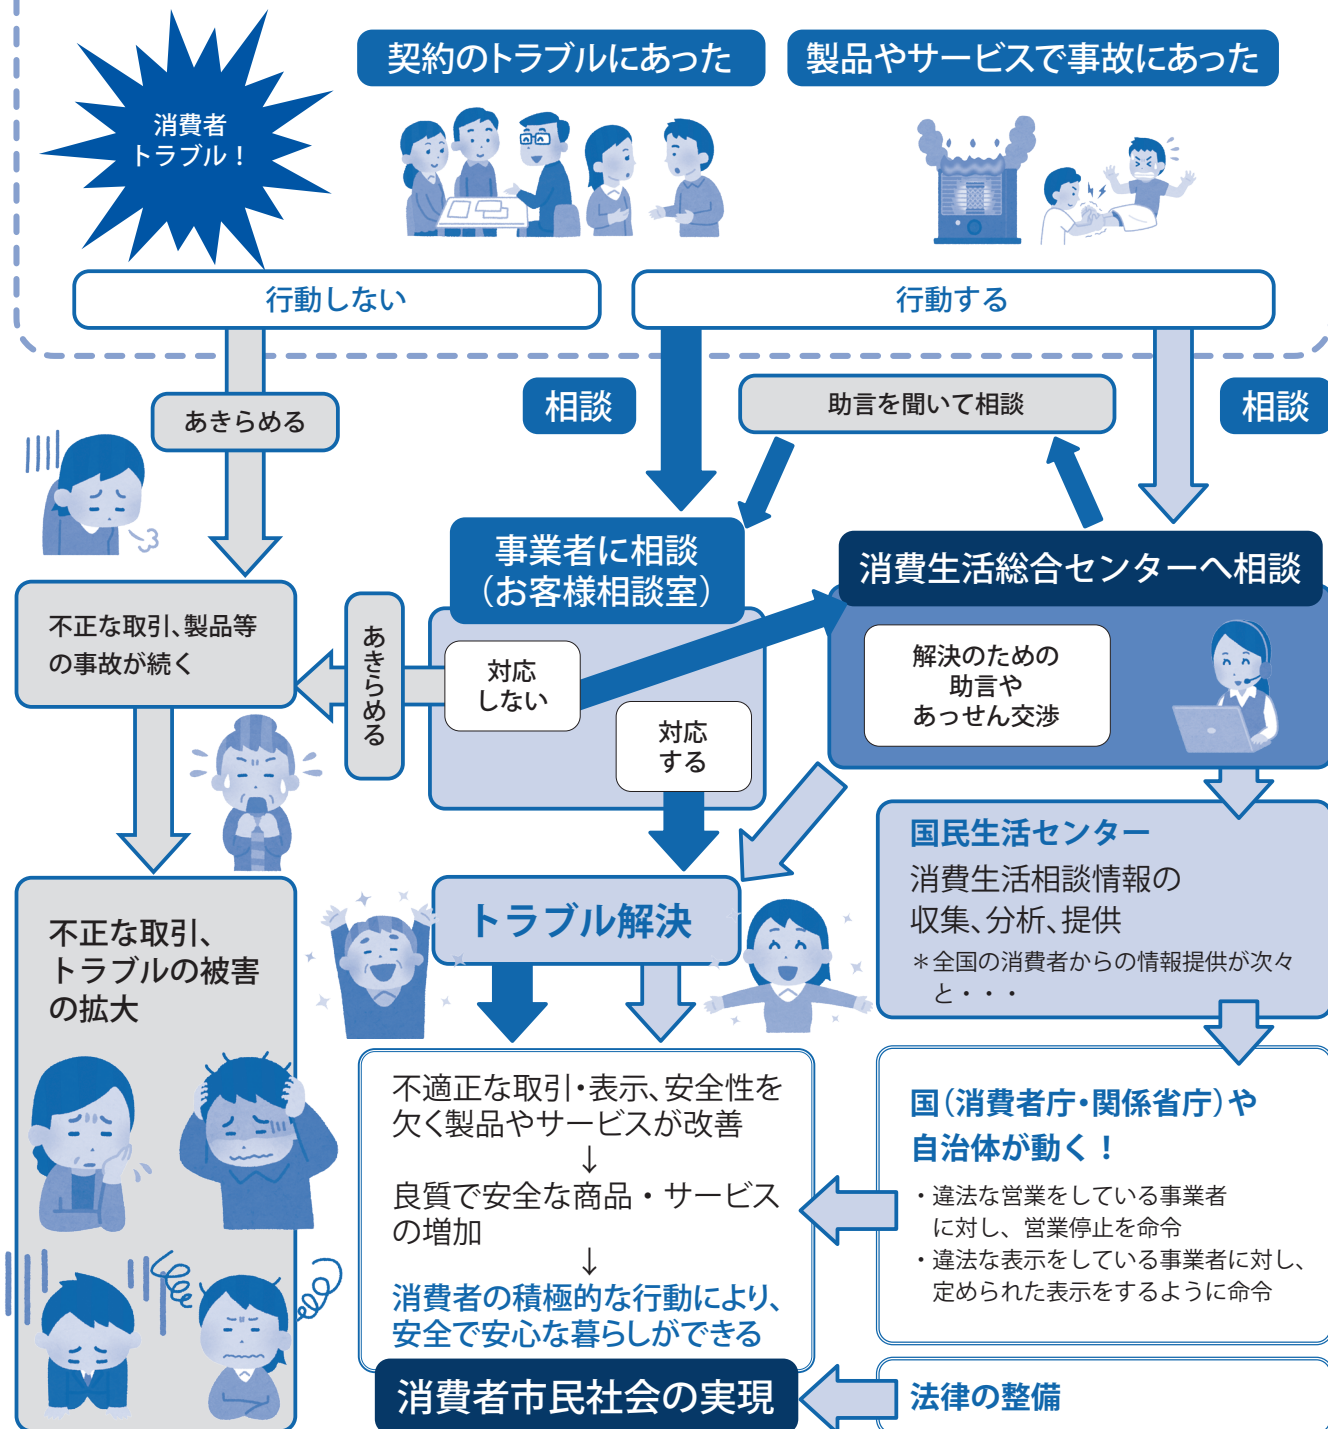 消費者
トラブル！
契約のトラブルにあった
製品やサービスで事故にあった
行動しない
行動する
あきらめる
相談
助言を聞いて相談
相談
事業者に相談
（お客様相談室）
消費生活総合センターへ相談
不正な取引、製品等
の事故が続く
あきらめる
対応
しない
対応
する
解決のための
助言や
あっせん交渉
国民生活センター
消費生活相談情報の
収集、分析、提供
＊全国の消費者からの情報提供が次々
と・・・
トラブル解決
不正な取引、
トラブルの被害
の拡大
不適正な取引・表示、安全性を
欠く製品やサービスが改善
↓
良質で安全な商品・サービス
の増加
↓
消費者の積極的な行動により、
安全で安心な暮らしができる
消費者市民社会の実現
国（消費者庁・関係省庁）や
自治体が動く！
・違法な営業をしている事業者
に対し、営業停止を命令
・違法な表示をしている事業者に対し、
定められた表示をするように命令
法律の整備